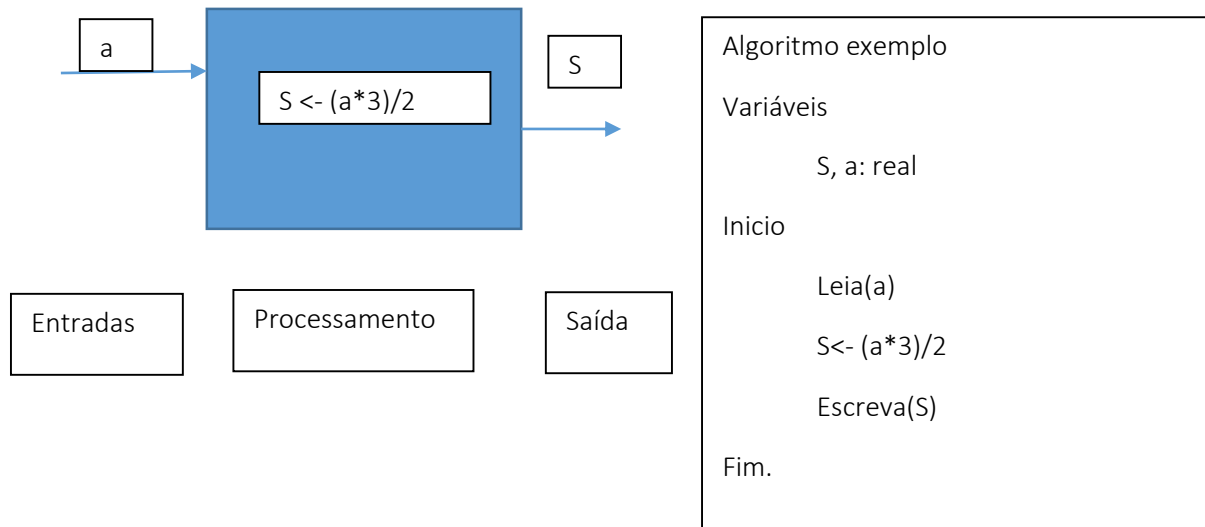 a
S <- (a*3)/2
S
Entradas
Processamento
Saída
Algoritmo exemplo
Variáveis
S, a: real
Inicio
Leia(a)
S<- (a*3)/2
Escreva(S)
Fim.